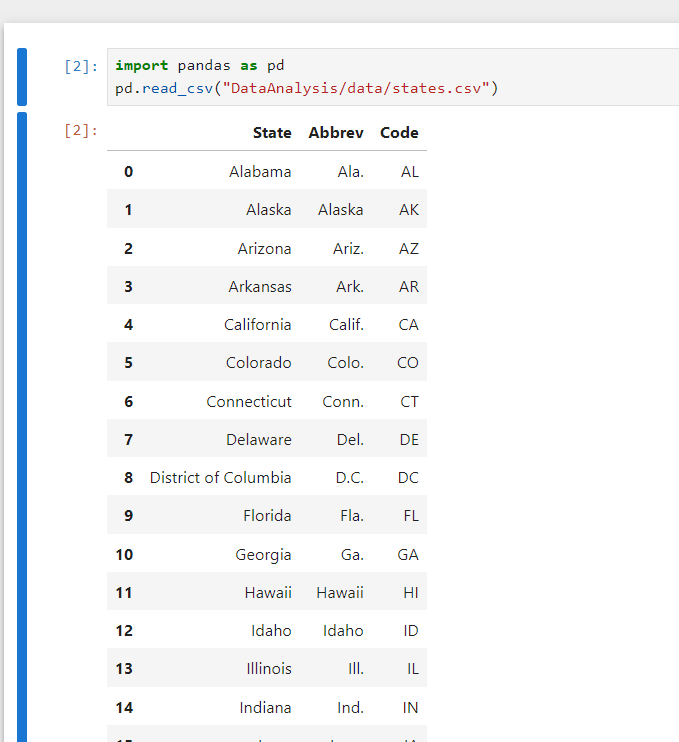 [2]: import pandas as pd
pd.read_csv("DataAnalysis/data/states.csv")
[2]: State Abbrev Code
0 Alabama Ala. AL
1 Alaska Alaska AK
2 Arizona Ariz. AZ
3 Arkansas Ark. AR
4 California Calif. CA
5 Colorado Colo. CO
6 Connecticut Conn. CT
7 Delaware Del. DE
8 District of Columbia D.C. DC
9 Florida Fla. FL
10 Georgia Ga. GA
11 Hawaii Hawaii HI
12 Idaho Idaho ID
13 Illinois Ill. IL
14 Indiana Ind. IN